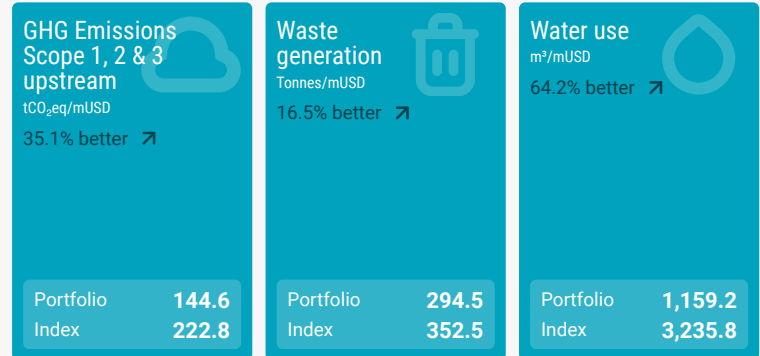 GHG Emissions
Scope 1, 2 & 3
upstream
tCO₂eq/mUSD
35.1% better
Portfolio 144.6
Index 222.8
Waste
generation
Tonnes/mUSD
16.5% better
Portfolio 294.5
Index 352.5
Water use
m³/mUSD
64.2% better
Portfolio 1,159.2
Index 3,235.8